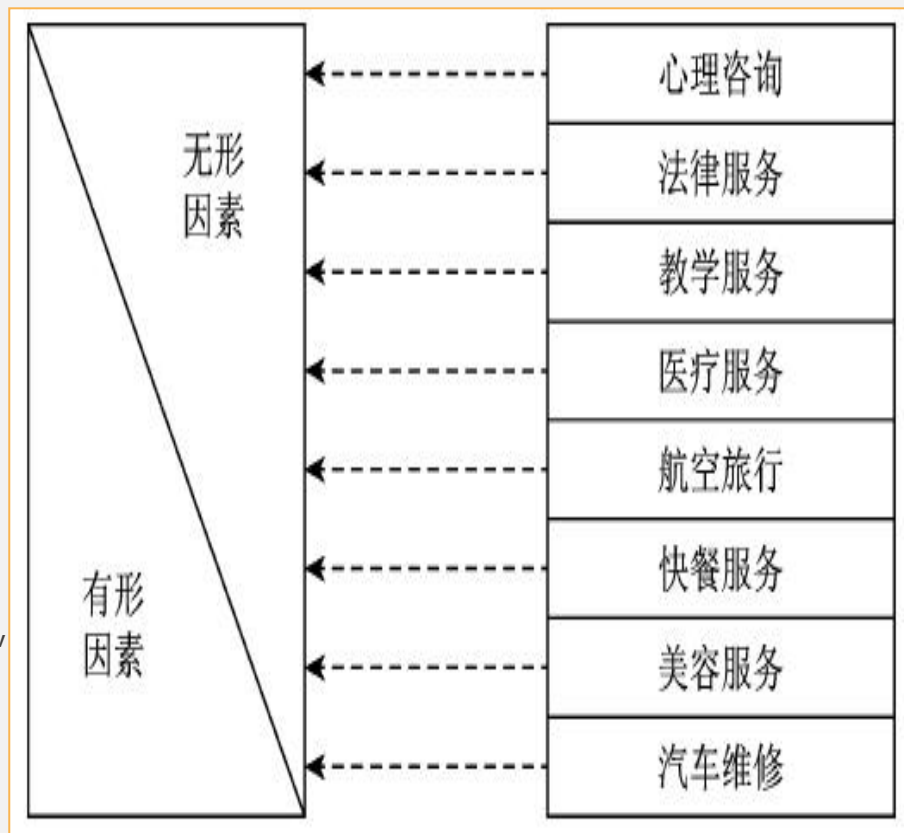 无形
因素
有形
因素
心理咨询
法律服务
教学服务
医疗服务
航空旅行
快餐服务
美容服务
汽车维修